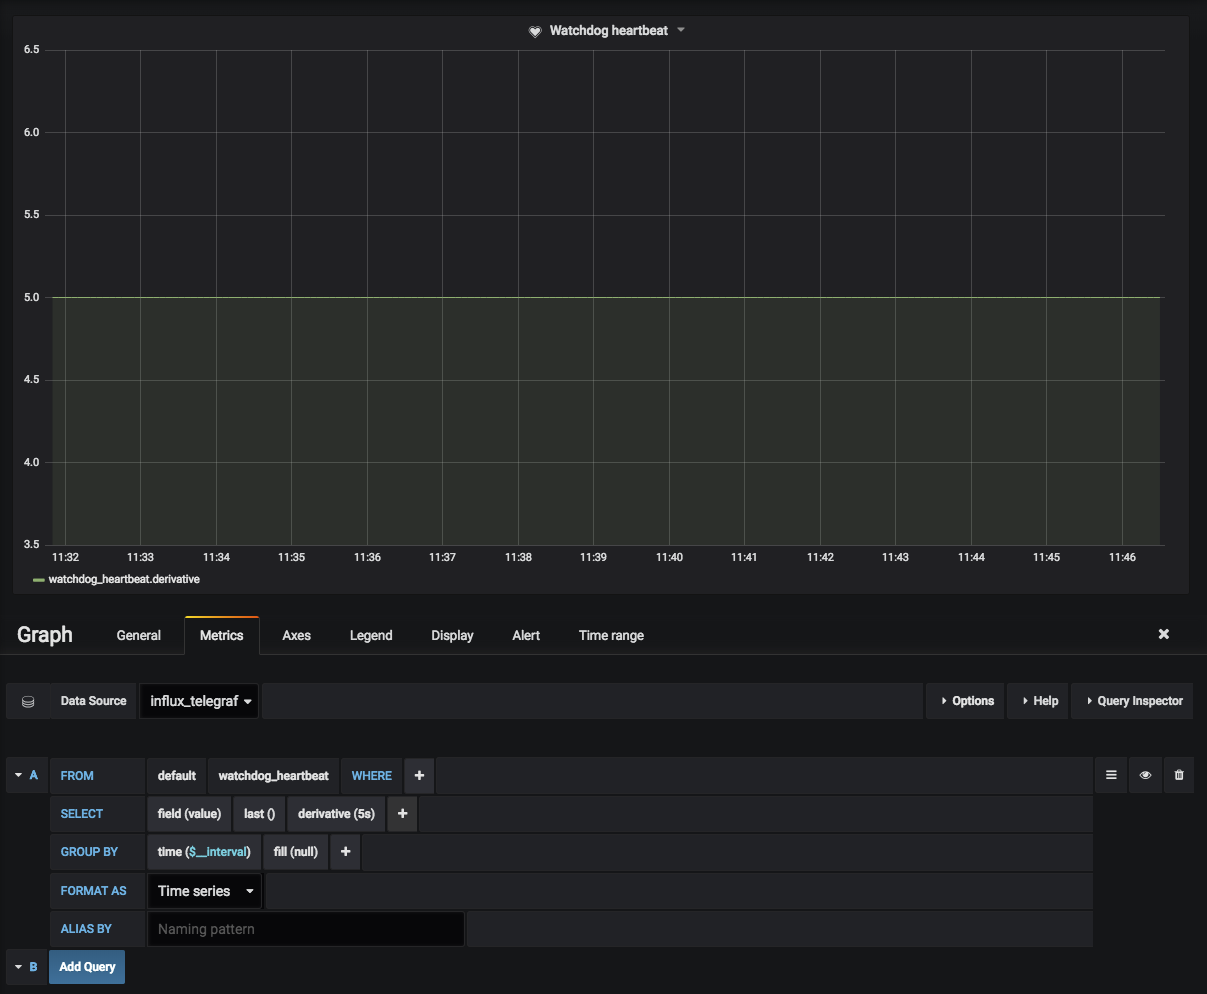 Watchdog heartbeat
6.5
6.0
5.5
5.0
4.5
4.0
3.5
11:32 11:33 11:34 11:35 11:36 11:37 11:38 11:39 11:40 11:41 11:42 11:43 11:44 11:45 11:46
watchdog_heartbeat.derivative
Graph General Metrics Axes Legend Display Alert Time range
Data Source influx_telegraf Options Help Query Inspector
A FROM default watchdog_heartbeat WHERE +
SELECT field (value) last () derivative (5s) +
GROUP BY time ($__interval) fill (null) +
FORMAT AS Time series
ALIAS BY Naming pattern
B Add Query